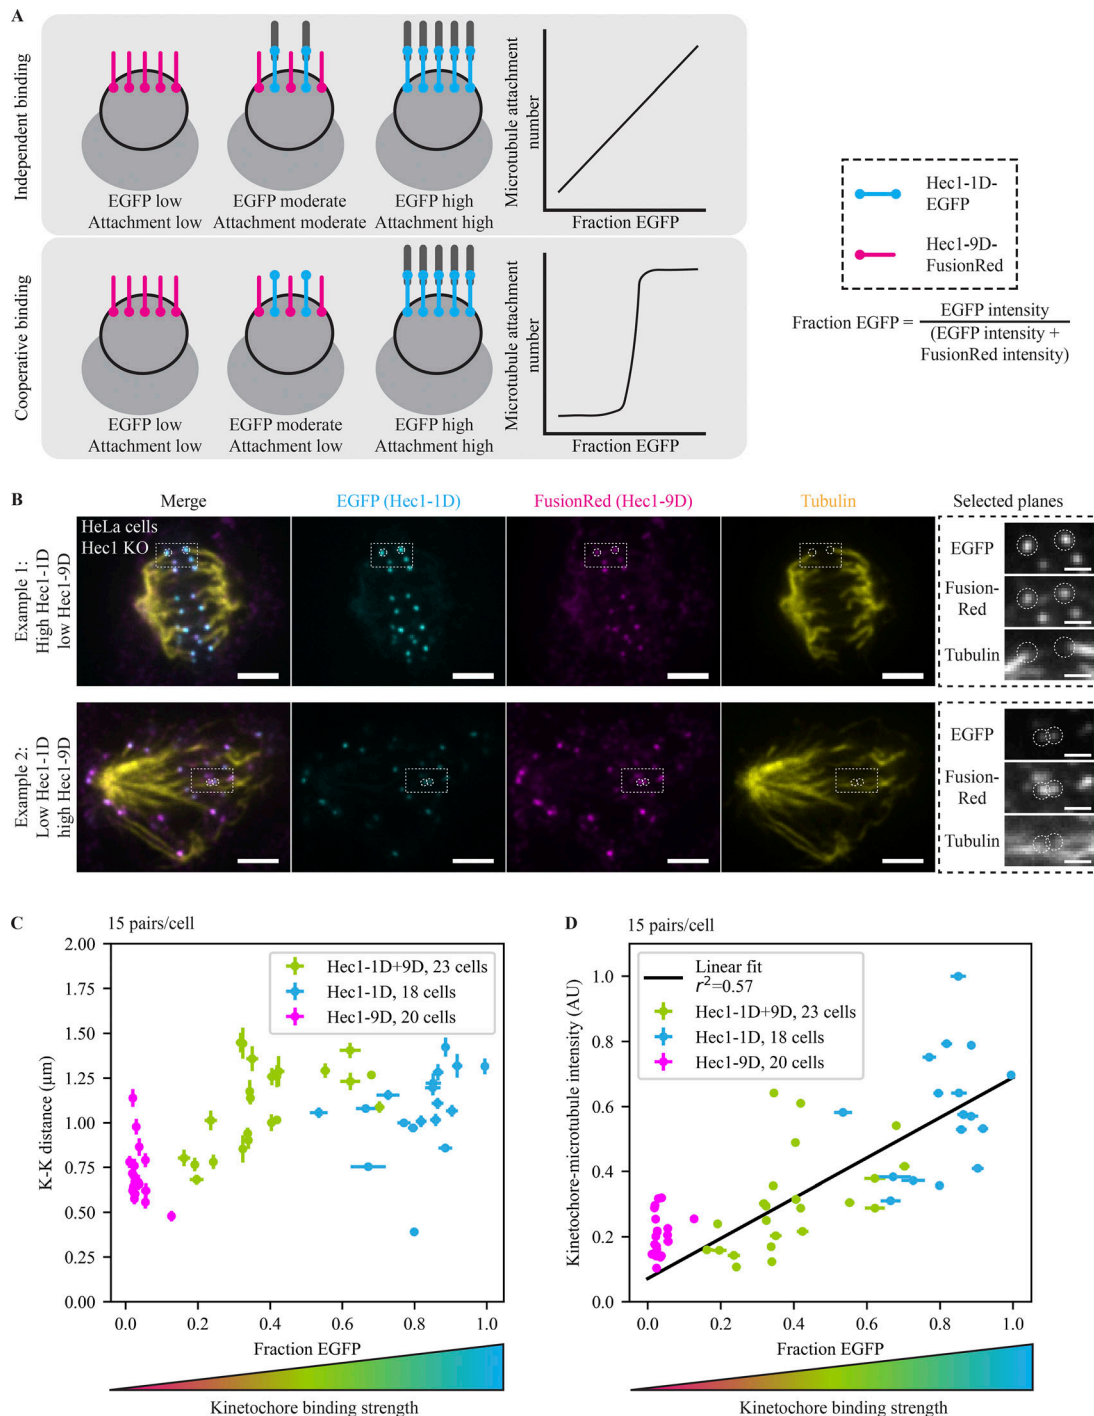 A
Independent binding
EGFP low
Attachment low
EGFP moderate
Attachment moderate
EGFP high
Attachment high
Microtubule attachment
number
Fraction EGFP
Cooperative binding
EGFP low
Attachment low
EGFP moderate
Attachment low
EGFP high
Attachment high
Microtubule attachment
number
Fraction EGFP
Hec1-1D-
EGFP
Hec1-9D-
FusionRed
Fraction EGFP =
EGFP intensity
(EGFP intensity +
FusionRed intensity)
B
Merge
EGFP (Hec1-1D)
FusionRed (Hec1-9D)
Tubulin
Selected planes
Example 1:
High Hec1-1D
low Hec1-9D
HeLa cells
Hec1 KO
EGFP
Fusion-
Red
Tubulin
Example 2:
Low Hec1-1D
high Hec1-9D
EGFP
Fusion-
Red
Tubulin
C
15 pairs/cell
K-K distance (µm)
2.00
1.75
1.50
1.25
1.00
0.75
0.50
0.25
0.00
Hec1-1D+9D, 23 cells
Hec1-1D, 18 cells
Hec1-9D, 20 cells
0.0 0.2 0.4 0.6 0.8 1.0
Fraction EGFP
Kinetochore binding strength
D
15 pairs/cell
Kinetochore-microtubule intensity (AU)
1.0
0.8
0.6
0.4
0.2
0.0
Linear fit
r²=0.57
Hec1-1D+9D, 23 cells
Hec1-1D, 18 cells
Hec1-9D, 20 cells
0.0 0.2 0.4 0.6 0.8 1.0
Fraction EGFP
Kinetochore binding strength